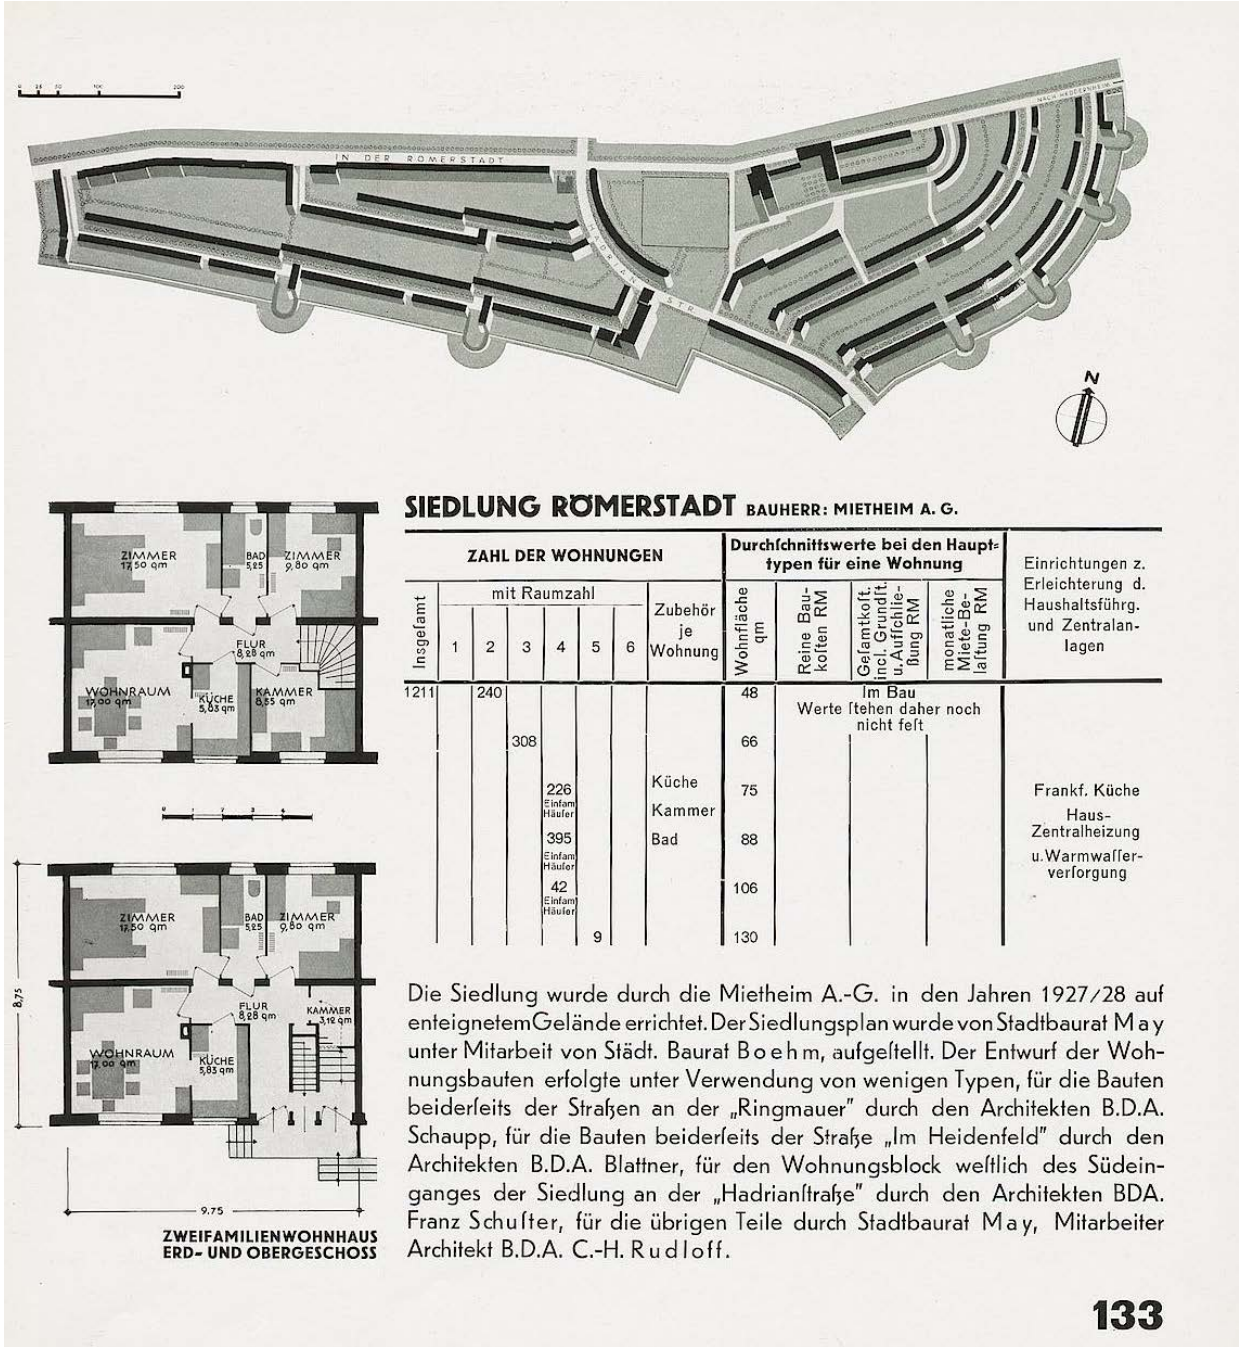 0 25 50 100 200
NACH HEDDERNHEIM
IN DER RÖMERSTADT
HADRIAN STR.
N
SIEDLUNG RÖMERSTADT BAUHERR: MIETHEIM A. G.
ZAHL DER WOHNUNGEN
Durchſchnittswerte bei den Haupt=
typen für eine Wohnung
Einrichtungen z.
Erleichterung d.
Haushaltsführg.
und Zentralan-
lagen
Insgeſamt
mit Raumzahl
1 2 3 4 5 6
Zubehör
je
Wohnung
Wohnfläche
qm
Reine Bau-
koſten RM
Geſamtkoſt.
incl. Grundſt.
u. Auſſchlie-
ßung RM
monatliche
Miete-Be-
laſtung RM
1211 240 48 Im Bau
Werte ſtehen daher noch
nicht feſt
308 66
226 Küche 75 Frankf. Küche
Einfam
Häuſer
Kammer
Haus-
Zentralheizung
395 Bad 88
Einfam
Häuſer
u. Warmwaſſer-
verſorgung
42 106
Einfam
Häuſer
9 130
ZIMMER
17,50 qm
BAD
5,25
ZIMMER
9,80 qm
FLUR
8,28 qm
WOHNRAUM
17,00 qm
KÜCHE
5,83 qm
KAMMER
8,55 qm
ZIMMER
17,50 qm
BAD
5,25
ZIMMER
9,80 qm
FLUR
8,28 qm
KAMMER
3,12 qm
WOHNRAUM
17,00 qm
KÜCHE
5,83 qm
8,75
9.75
ZWEIFAMILIENWOHNHAUS
ERD- UND OBERGESCHOSS
Die Siedlung wurde durch die Mietheim A.-G. in den Jahren 1927/28 auf
enteignetem Gelände errichtet. Der Siedlungsplan wurde von Stadtbaurat May
unter Mitarbeit von Städt. Baurat Boehm, aufgeſtellt. Der Entwurf der Woh-
nungsbauten erfolgte unter Verwendung von wenigen Typen, für die Bauten
beiderſeits der Straßen an der „Ringmauer” durch den Architekten B.D.A.
Schaupp, für die Bauten beiderſeits der Straße „Im Heidenfeld” durch den
Architekten B.D.A. Blattner, für den Wohnungsblock weſtlich des Südein-
ganges der Siedlung an der „Hadrianſtraße” durch den Architekten BDA.
Franz Schuſter, für die übrigen Teile durch Stadtbaurat May, Mitarbeiter
Architekt B.D.A. C.-H. Rudloff.
133